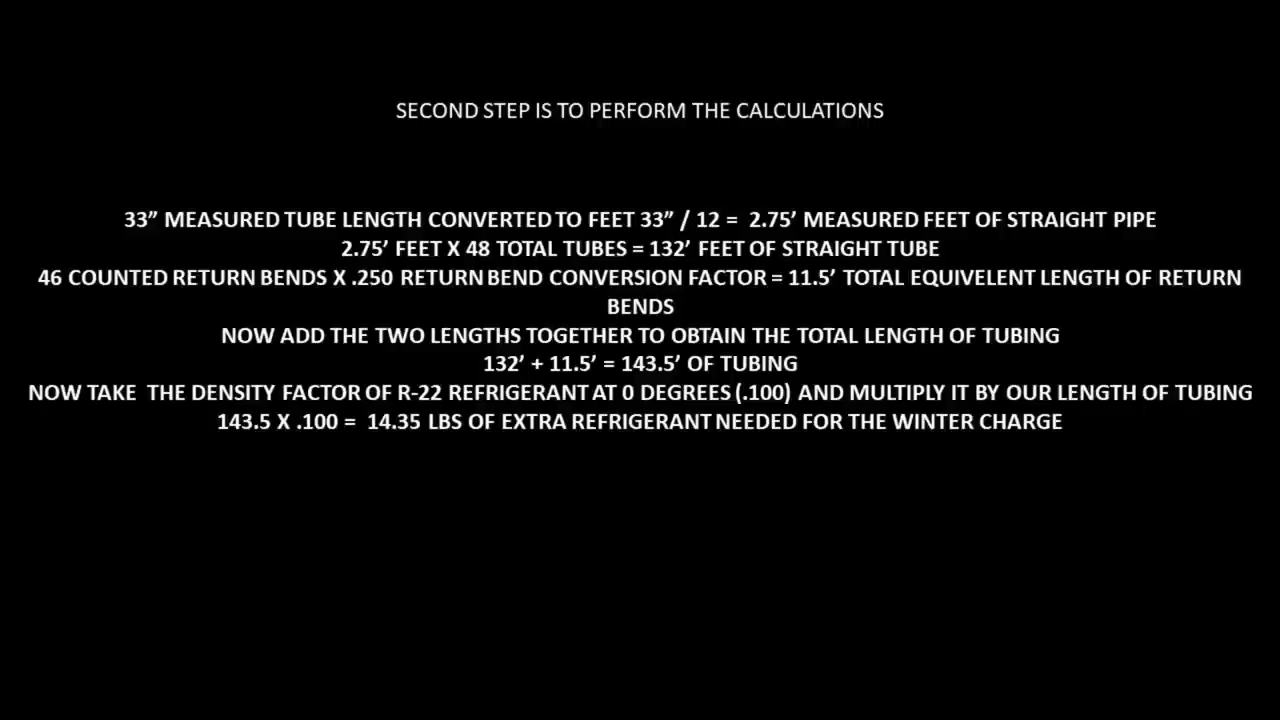 SECOND STEP IS TO PERFORM THE CALCULATIONS
33” MEASURED TUBE LENGTH CONVERTED TO FEET 33” / 12 = 2.75’ MEASURED FEET OF STRAIGHT PIPE
2.75’ FEET X 48 TOTAL TUBES = 132’ FEET OF STRAIGHT TUBE
46 COUNTED RETURN BENDS X .250 RETURN BEND CONVERSION FACTOR = 11.5’ TOTAL EQUIVELENT LENGTH OF RETURN
BENDS
NOW ADD THE TWO LENGTHS TOGETHER TO OBTAIN THE TOTAL LENGTH OF TUBING
132’ + 11.5’ = 143.5’ OF TUBING
NOW TAKE THE DENSITY FACTOR OF R-22 REFRIGERANT AT 0 DEGREES (.100) AND MULTIPLY IT BY OUR LENGTH OF TUBING
143.5 X .100 = 14.35 LBS OF EXTRA REFRIGERANT NEEDED FOR THE WINTER CHARGE